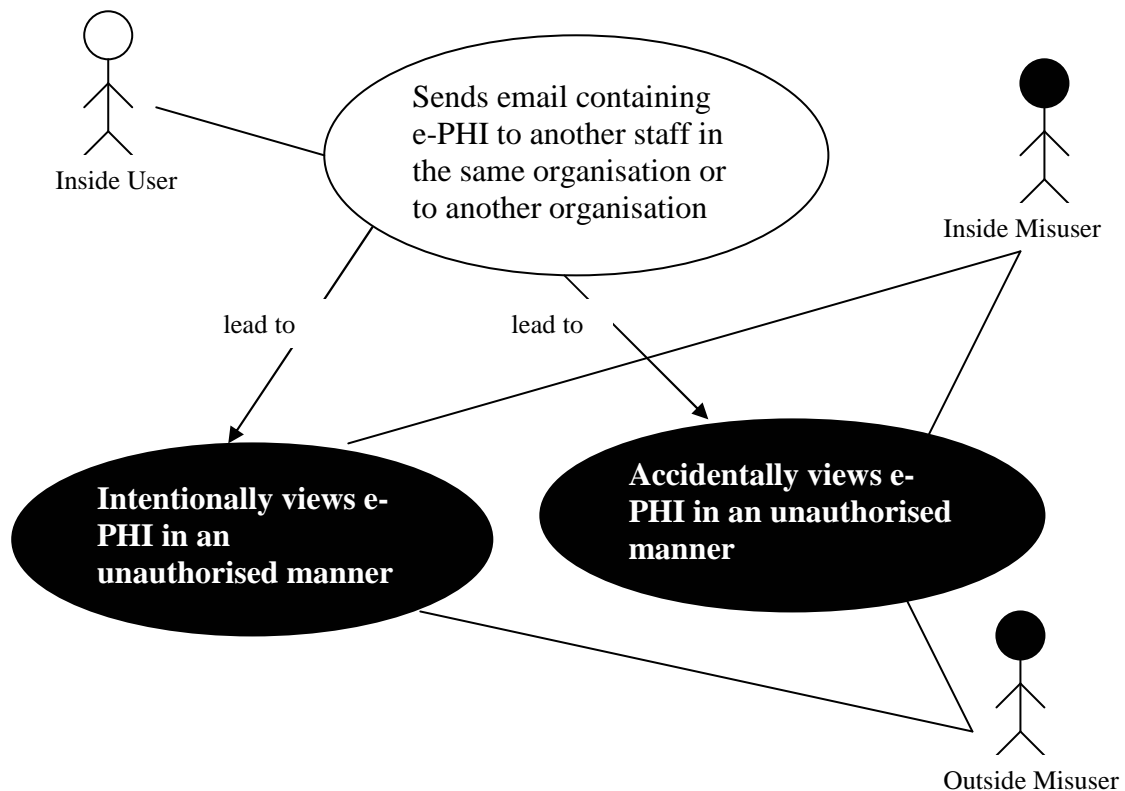 Sends email containing
e-PHI to another staff in
the same organisation or
to another organisation
Inside User
Inside Misuser
lead to
lead to
Intentionally views e-
PHI in an
unauthorised manner
Accidentally views e-
PHI in an unauthorised
manner
Outside Misuser